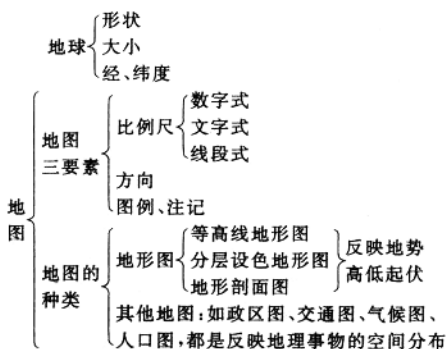 地球
形状
大小
经、纬度
地图
地图
三要素
比例尺
数字式
文字式
线段式
方向
图例、注记
地图的
种类
地形图
等高线地形图
分层设色地形图
地形剖面图
反映地势
高低起伏
其他地图:如政区图、交通图、气候图、
人口图,都是反映地理事物的空间分布